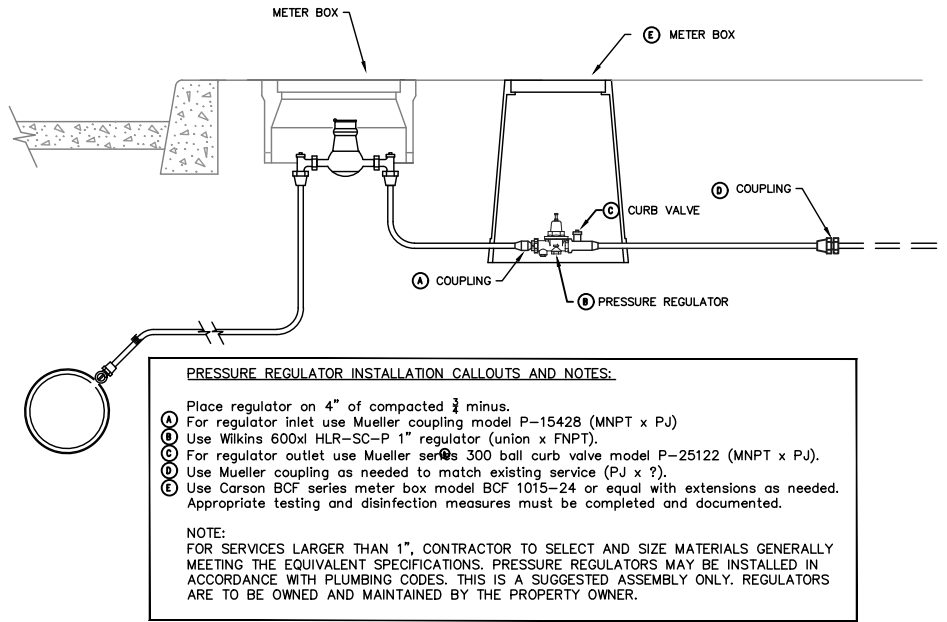 METER BOX
E METER BOX
D COUPLING
C CURB VALVE
A COUPLING
B PRESSURE REGULATOR
PRESSURE REGULATOR INSTALLATION CALLOUTS AND NOTES:
Place regulator on 4" of compacted 3/4 minus.
A For regulator inlet use Mueller coupling model P-15428 (MNPT x PJ)
B Use Wilkins 600xl HLR-SC-P 1" regulator (union x FNPT).
C For regulator outlet use Mueller series 300 ball curb valve model P-25122 (MNPT x PJ).
D Use Mueller coupling as needed to match existing service (PJ x ?).
E Use Carson BCF series meter box model BCF 1015-24 or equal with extensions as needed.
Appropriate testing and disinfection measures must be completed and documented.
NOTE:
FOR SERVICES LARGER THAN 1", CONTRACTOR TO SELECT AND SIZE MATERIALS GENERALLY
MEETING THE EQUIVALENT SPECIFICATIONS. PRESSURE REGULATORS MAY BE INSTALLED IN
ACCORDANCE WITH PLUMBING CODES. THIS IS A SUGGESTED ASSEMBLY ONLY. REGULATORS
ARE TO BE OWNED AND MAINTAINED BY THE PROPERTY OWNER.